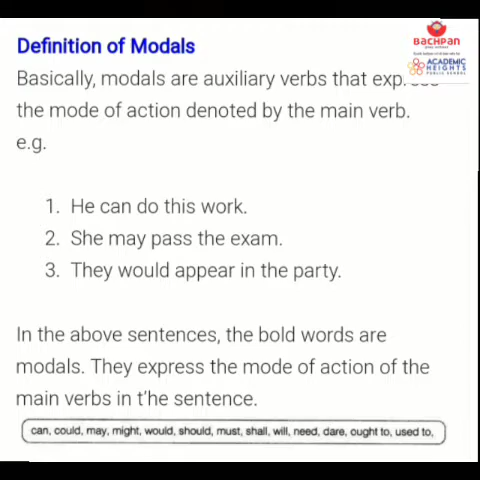 Definition of Modals
BACHPAN
ACADEMIC
HEIGHTS
PUBLIC SCHOOL
Basically, modals are auxiliary verbs that
the mode of action denoted by the main verb.
e.g.
1. He can do this work.
2. She may pass the exam.
3. They would appear in the party.
In the above sentences, the bold words are
modals. They express the mode of action of the
main verbs in t'he sentence.
can, could, may, might, would, should, must, shall, will, need, dare, ought to, used to,